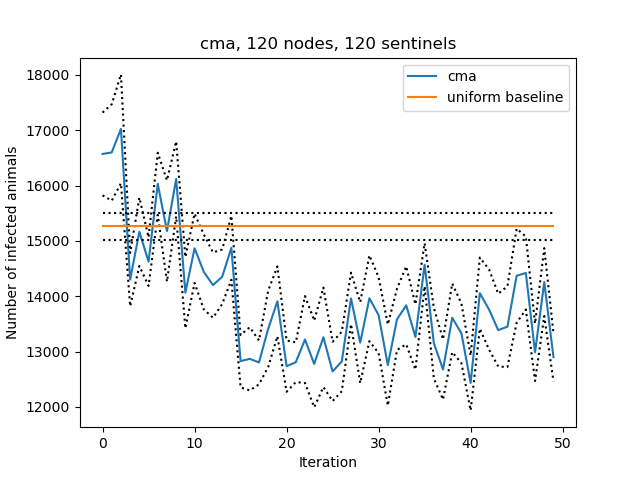 cma, 120 nodes, 120 sentinels
cma
uniform baseline
Number of infected animals
18000
17000
16000
15000
14000
13000
12000
0 10 20 30 40 50
Iteration